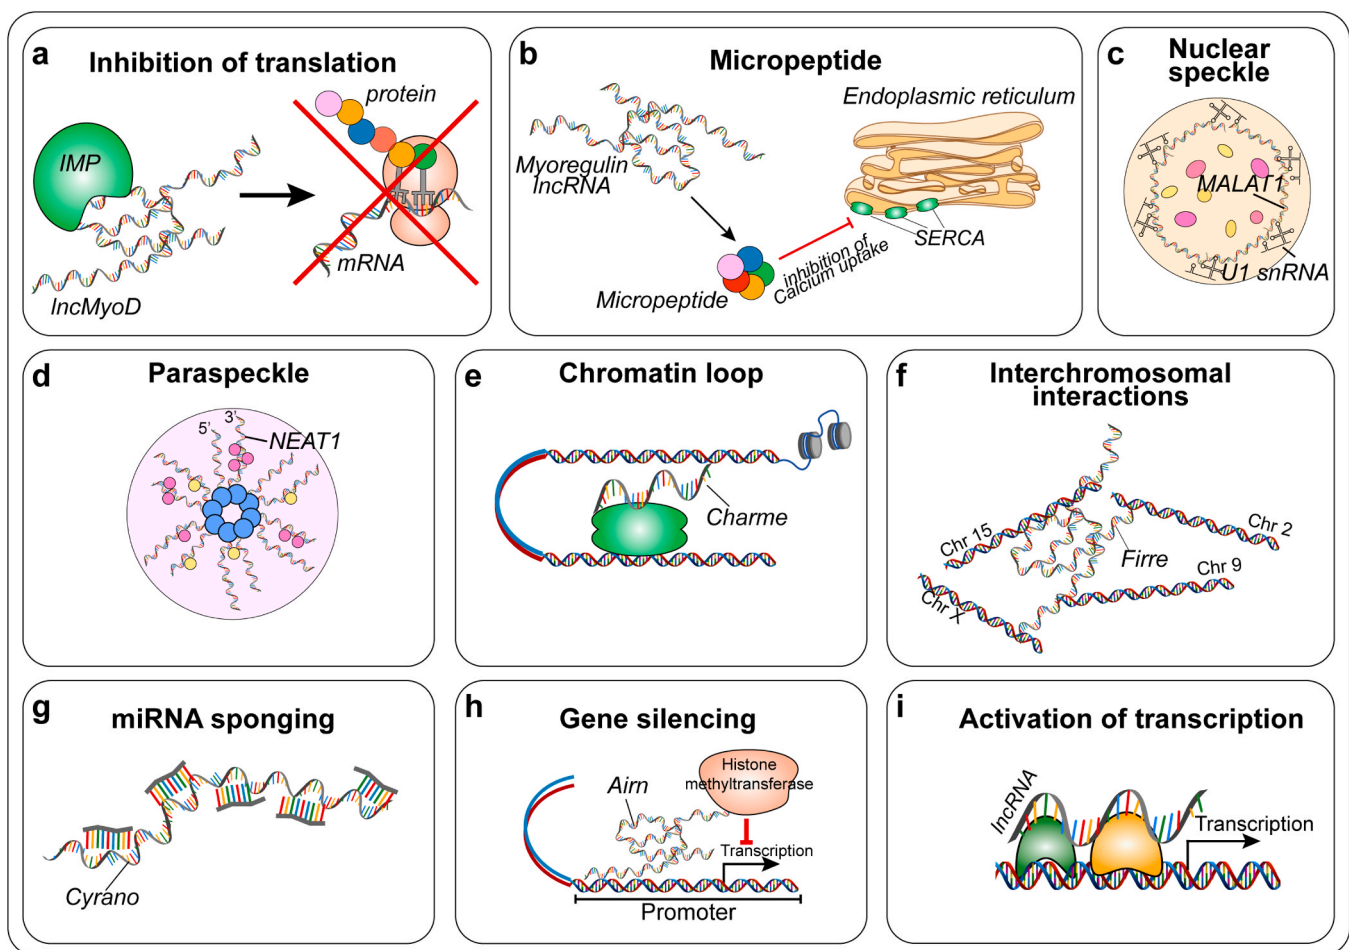 a
Inhibition of translation
protein
IMP
mRNA
lncMyoD
b
Micropeptide
Endoplasmic reticulum
Myoregulin
lncRNA
SERCA
inhibition of
Calcium uptake
Micropeptide
c
Nuclear
speckle
MALAT1
U1 snRNA
d
Paraspeckle
3'
5'
NEAT1
e
Chromatin loop
Charme
f
Interchromosomal
interactions
Chr 15
Chr 2
Firre
Chr 9
Chr X
g
miRNA sponging
Cyrano
h
Gene silencing
Histone
methyltransferase
Airn
Transcription
Promoter
i
Activation of transcription
lncRNA
Transcription